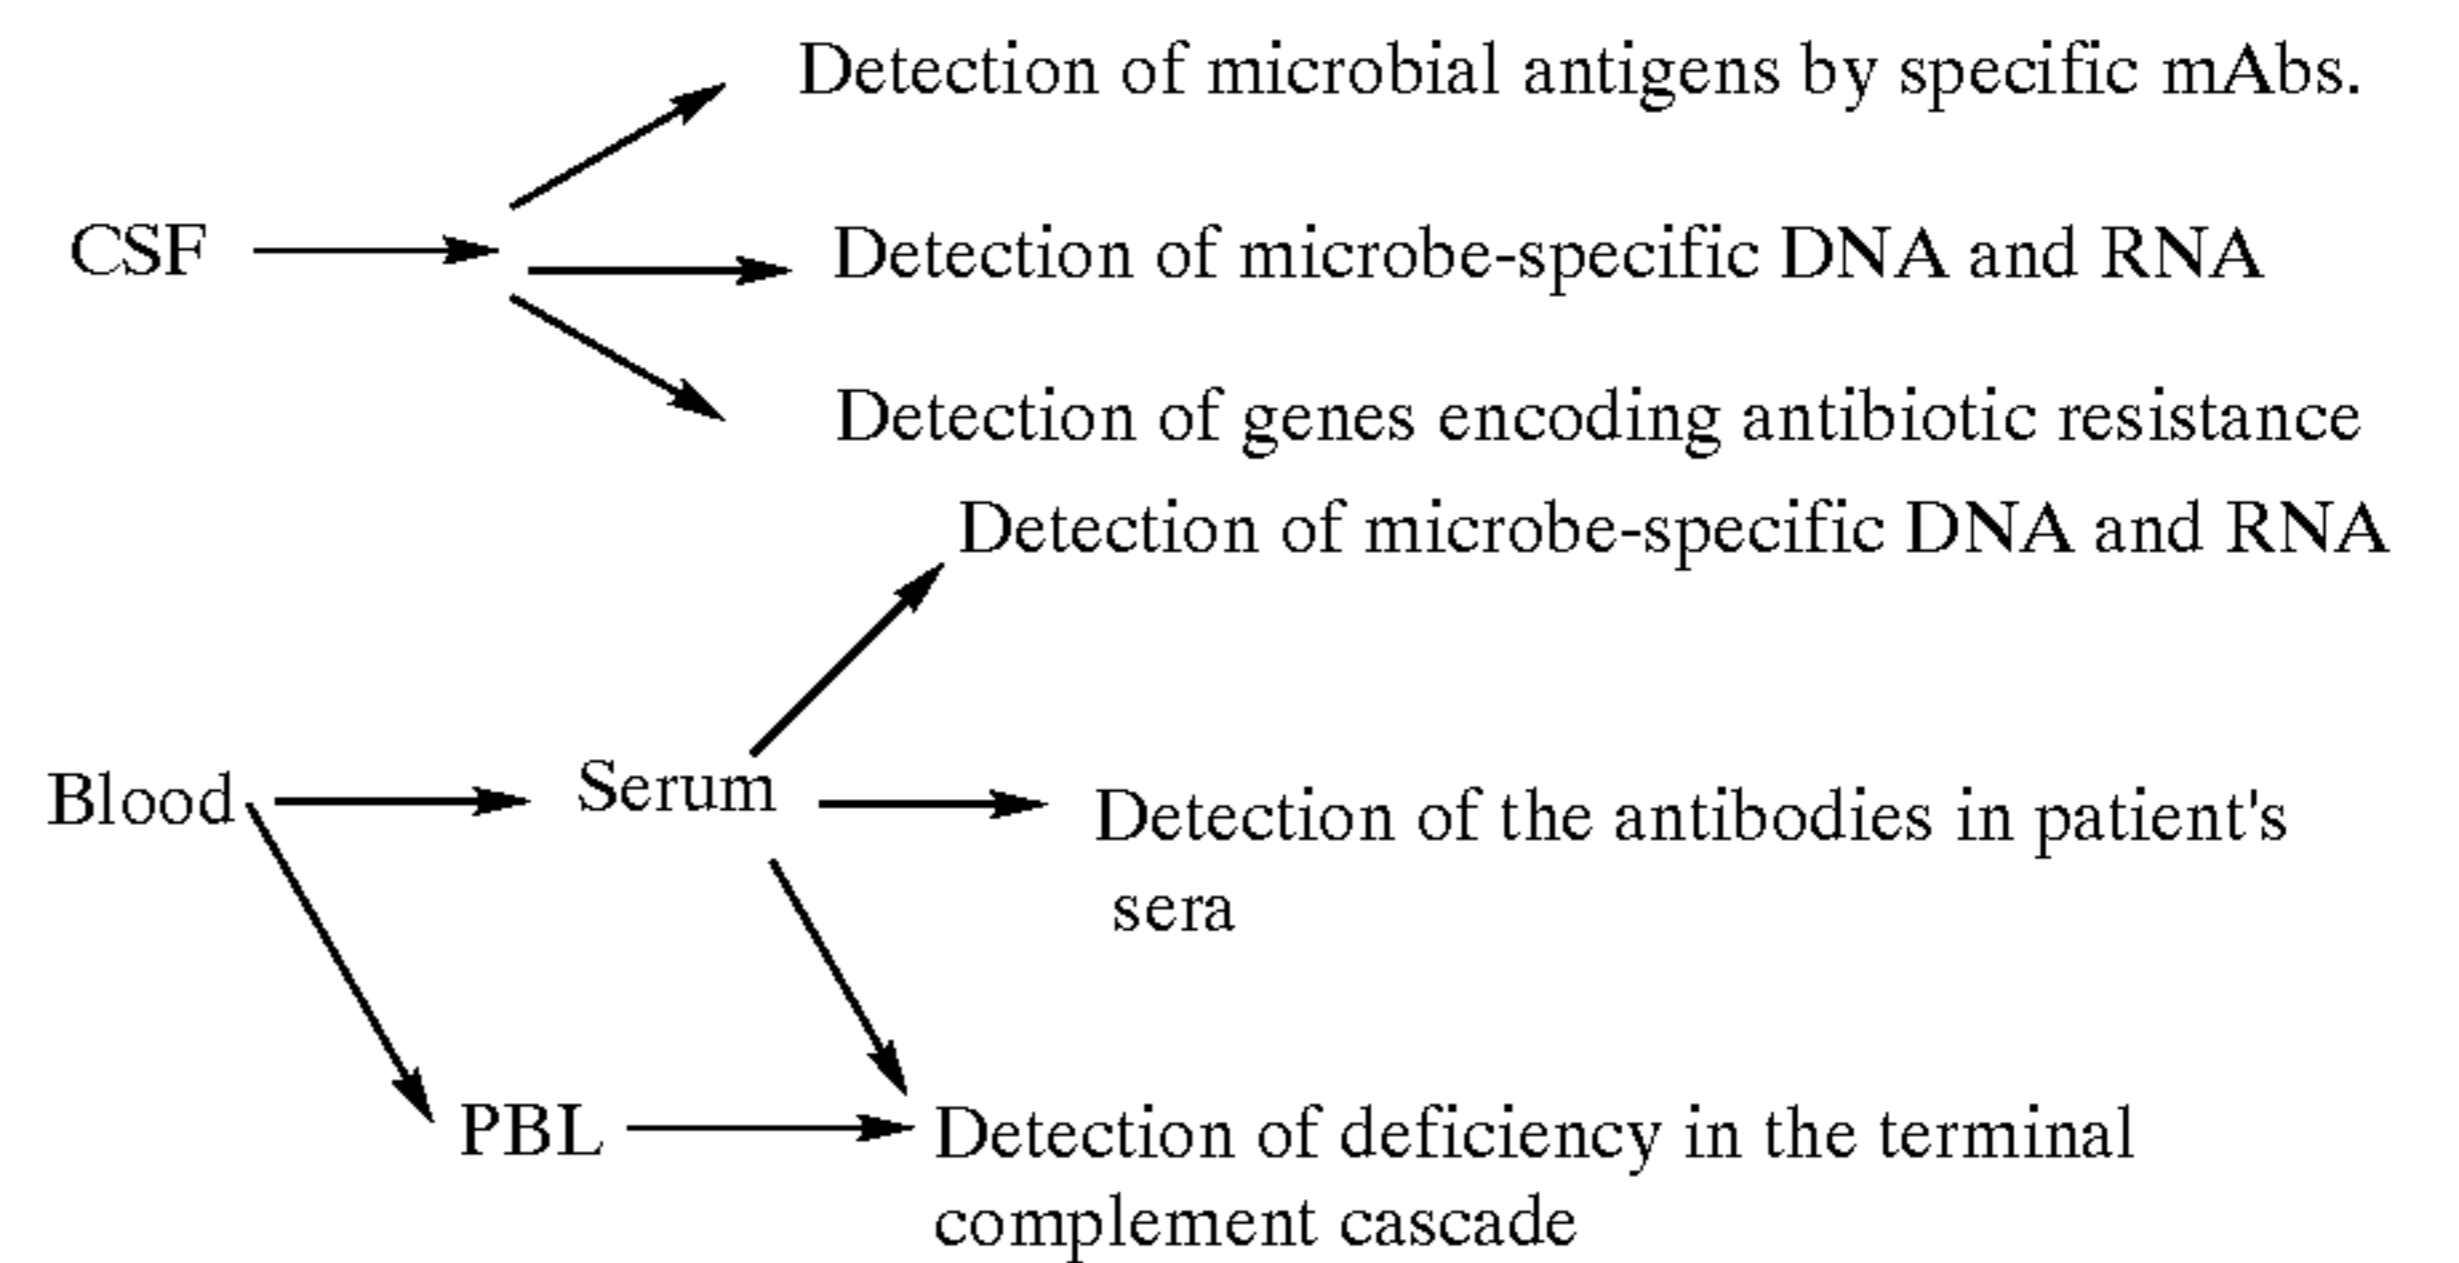 Detection of microbial antigens by specific mAbs.
CSF
Detection of microbe-specific DNA and RNA
Detection of genes encoding antibiotic resistance
Detection of microbe-specific DNA and RNA
Blood
Serum
Detection of the antibodies in patient's
sera
PBL
Detection of deficiency in the terminal
complement cascade